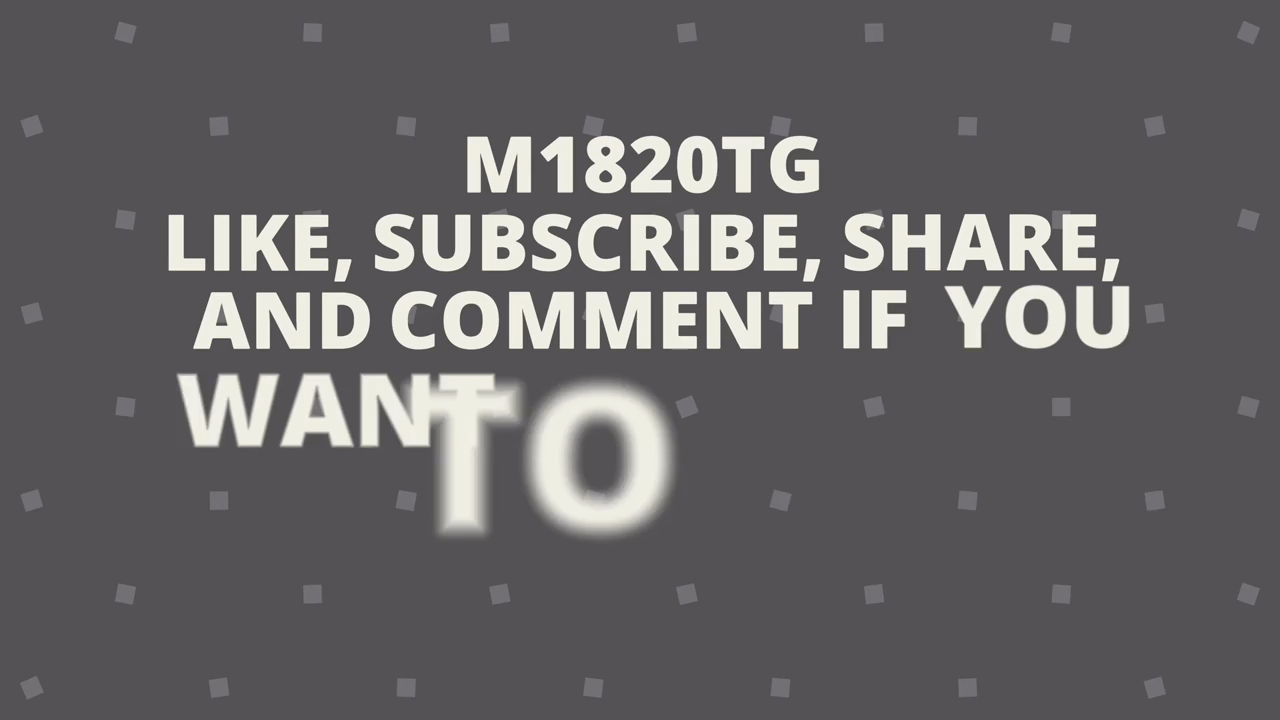 M1820TG
LIKE, SUBSCRIBE, SHARE,
AND COMMENT IF YOU
WANT TO